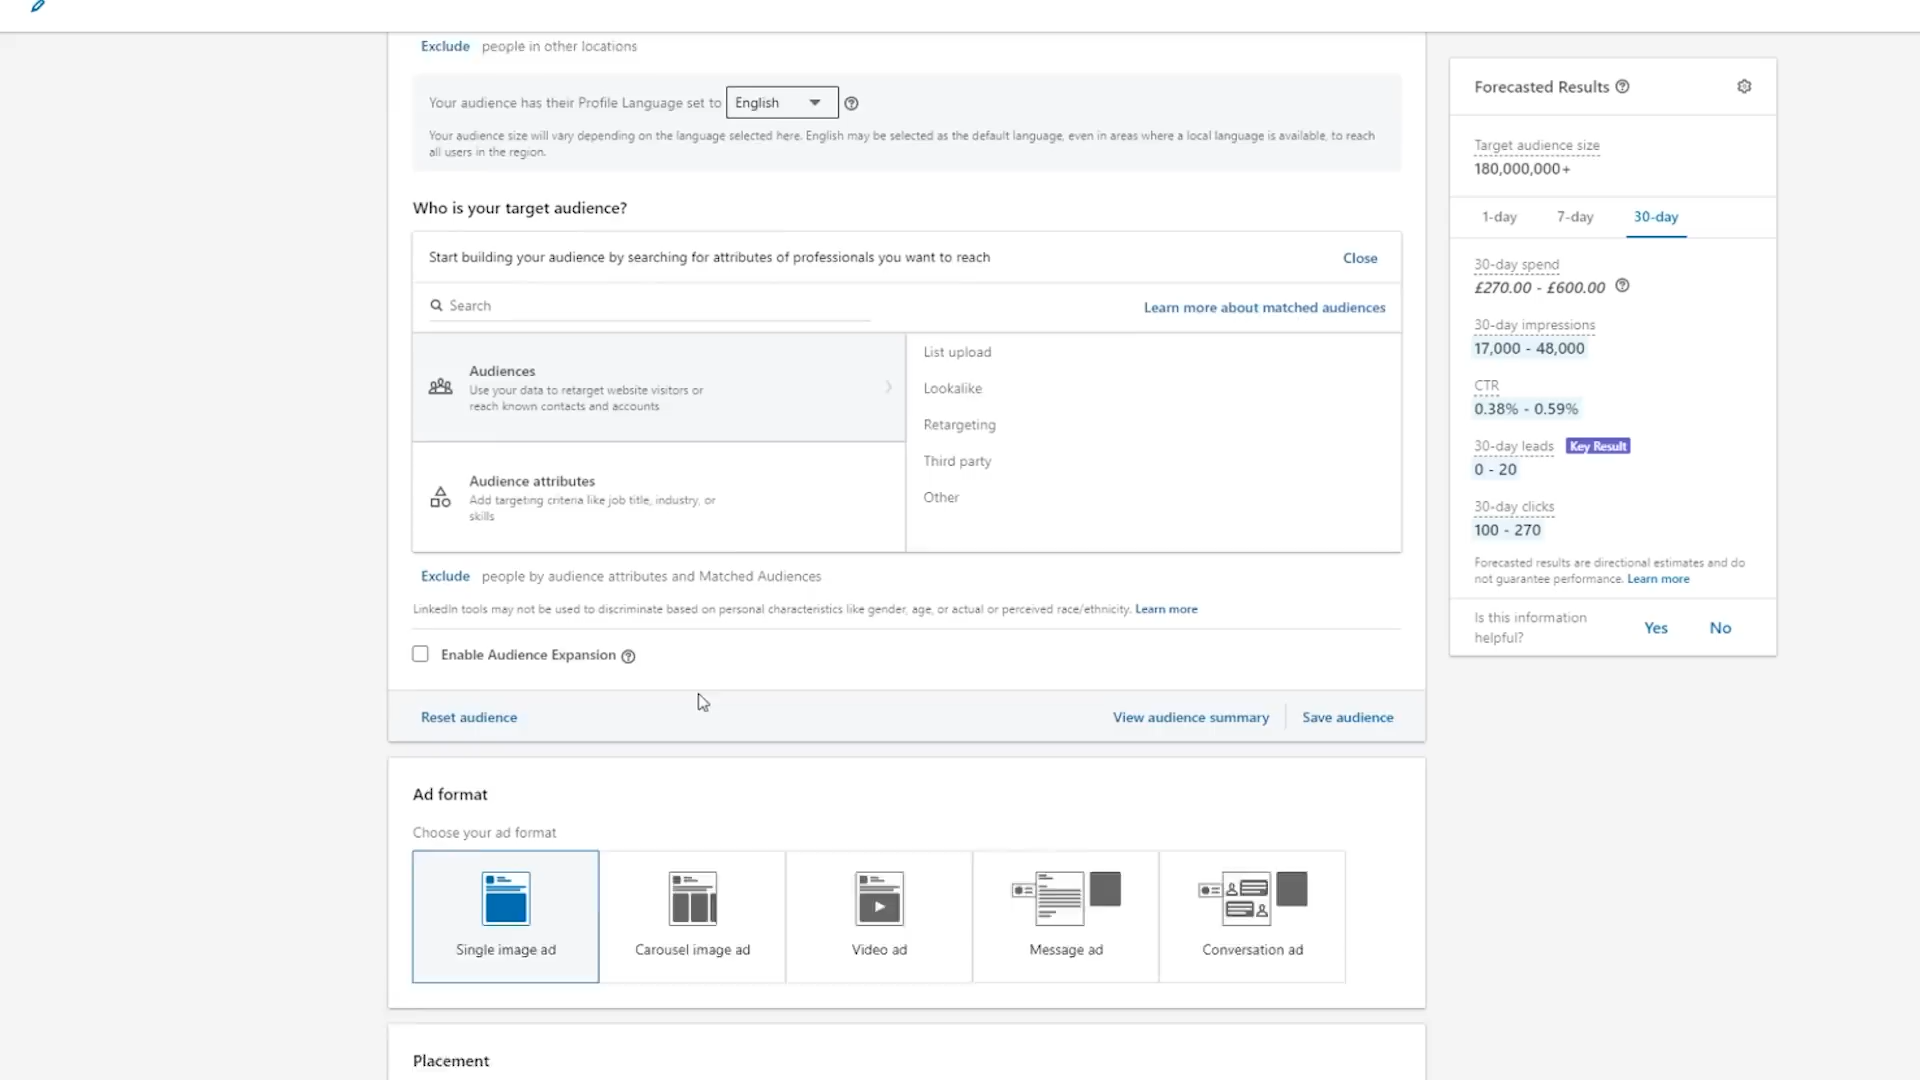 Exclude people in other locations
Your audience has their Profile Language set to English
Your audience size will vary depending on the language selected here. English may be selected as the default language, even in areas where a local language is available, to reach
all users in the region.
Who is your target audience?
Start building your audience by searching for attributes of professionals you want to reach
Close
Search
Learn more about matched audiences
Audiences
Use your data to retarget website visitors or
reach known contacts and accounts
Audience attributes
Add targeting criteria like job title, industry, or
skills
List upload
Lookalike
Retargeting
Third party
Other
Exclude people by audience attributes and Matched Audiences
LinkedIn tools may not be used to discriminate based on personal characteristics like gender, age, or actual or perceived race/ethnicity. Learn more
Enable Audience Expansion
Reset audience
View audience summary
Save audience
Ad format
Choose your ad format
Single image ad
Carousel image ad
Video ad
Message ad
Conversation ad
Placement
Forecasted Results
Target audience size
180,000,000+
1-day
7-day
30-day
30-day spend
£270.00 - £600.00
30-day impressions
17,000 - 48,000
CTR
0.38% - 0.59%
30-day leads Key Result
0 - 20
30-day clicks
100 - 270
Forecasted results are directional estimates and do
not guarantee performance. Learn more
Is this information
helpful?
Yes
No